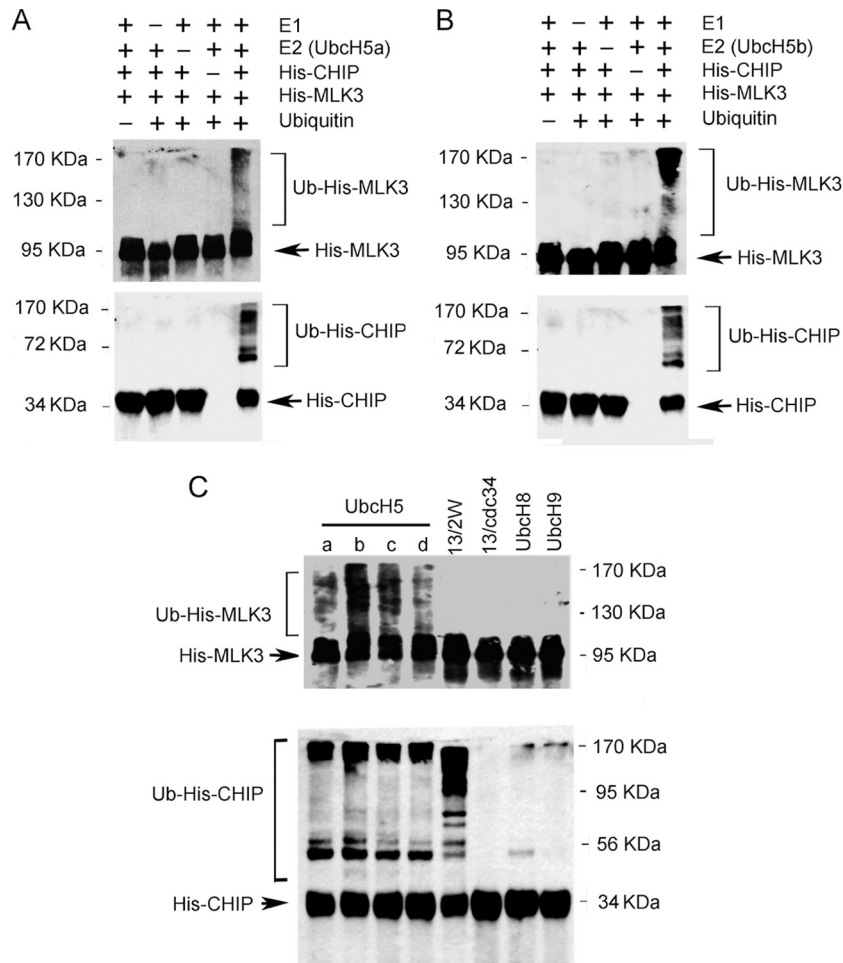 A
+ – + + + E1
+ + – + + E2 (UbcH5a)
+ + + – + His-CHIP
+ + + + + His-MLK3
– + + + + Ubiquitin
170 KDa -
130 KDa -
95 KDa -
Ub-His-MLK3
His-MLK3
170 KDa -
72 KDa -
34 KDa -
Ub-His-CHIP
His-CHIP
B
+ – + + + E1
+ + – + + E2 (UbcH5b)
+ + + – + His-CHIP
+ + + + + His-MLK3
– + + + + Ubiquitin
170 KDa -
130 KDa -
95 KDa -
Ub-His-MLK3
His-MLK3
170 KDa -
72 KDa -
34 KDa -
Ub-His-CHIP
His-CHIP
C
UbcH5
a b c d 13/2W 13/cdc34 UbcH8 UbcH9
Ub-His-MLK3
His-MLK3
- 170 KDa
- 130 KDa
- 95 KDa
Ub-His-CHIP
His-CHIP
- 170 KDa
- 95 KDa
- 56 KDa
- 34 KDa